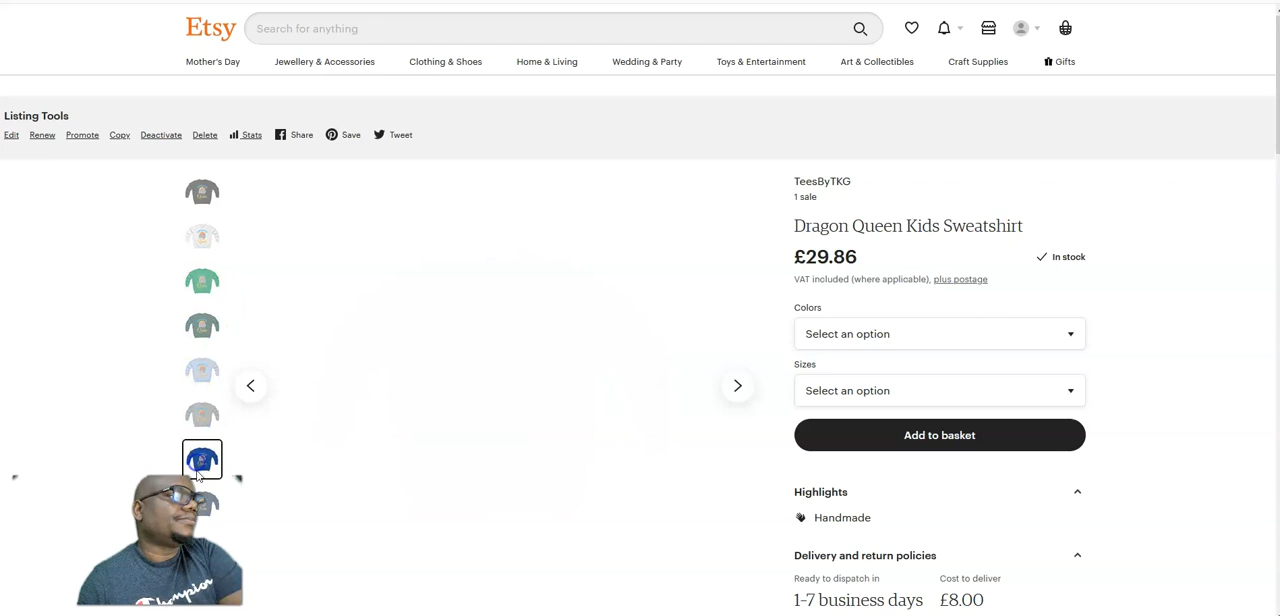 Etsy
Search for anything
Mother's Day Jewellery & Accessories Clothing & Shoes Home & Living Wedding & Party Toys & Entertainment Art & Collectibles Craft Supplies Gifts
Listing Tools
Edit Renew Promote Copy Deactivate Delete Stats Share Save Tweet
TeesByTKG
1 sale
Dragon Queen Kids Sweatshirt
£29.86 In stock
VAT included (where applicable), plus postage
Colors
Select an option
Sizes
Select an option
Add to basket
Highlights
Handmade
Delivery and return policies
Ready to dispatch in Cost to deliver
1-7 business days £8.00
Champion